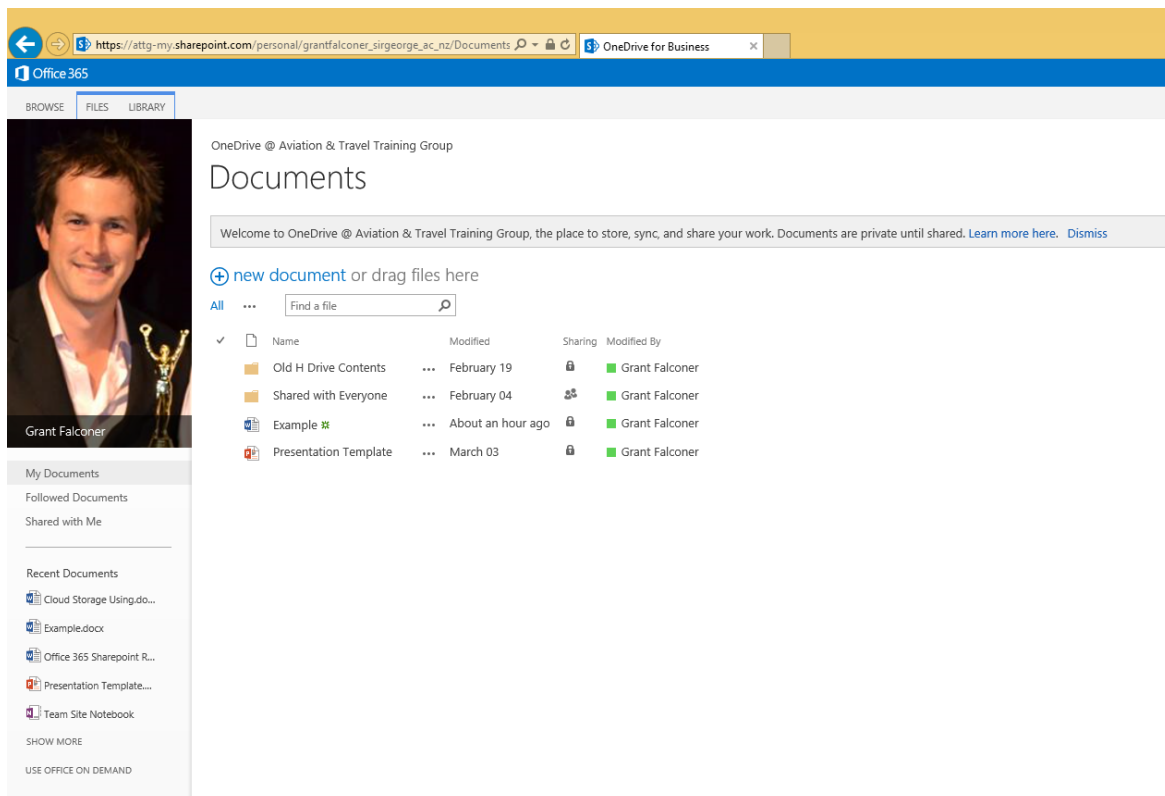 https://attg-my.sharepoint.com/personal/grantfalconer_sirgeorge_ac_nz/Documents
OneDrive for Business
Office 365
BROWSE FILES LIBRARY
OneDrive @ Aviation & Travel Training Group
Documents
Welcome to OneDrive @ Aviation & Travel Training Group, the place to store, sync, and share your work. Documents are private until shared. Learn more here. Dismiss
new document or drag files here
All ... Find a file
Name Modified Sharing Modified By
Old H Drive Contents ... February 19 Grant Falconer
Shared with Everyone ... February 04 Grant Falconer
Example ... About an hour ago Grant Falconer
Presentation Template ... March 03 Grant Falconer
Grant Falconer
My Documents
Followed Documents
Shared with Me
Recent Documents
Cloud Storage Using.do...
Example.docx
Office 365 Sharepoint R...
Presentation Template....
Team Site Notebook
SHOW MORE
USE OFFICE ON DEMAND